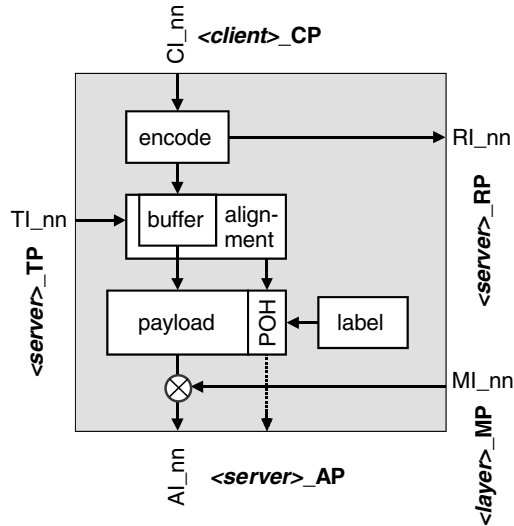 CI_nn
<client>_CP
encode
RI_nn
<server>_RP
TI_nn
<server>_TP
buffer
align-
ment
payload
POH
label
MI_nn
<layer>_MP
AI_nn
<server>_AP